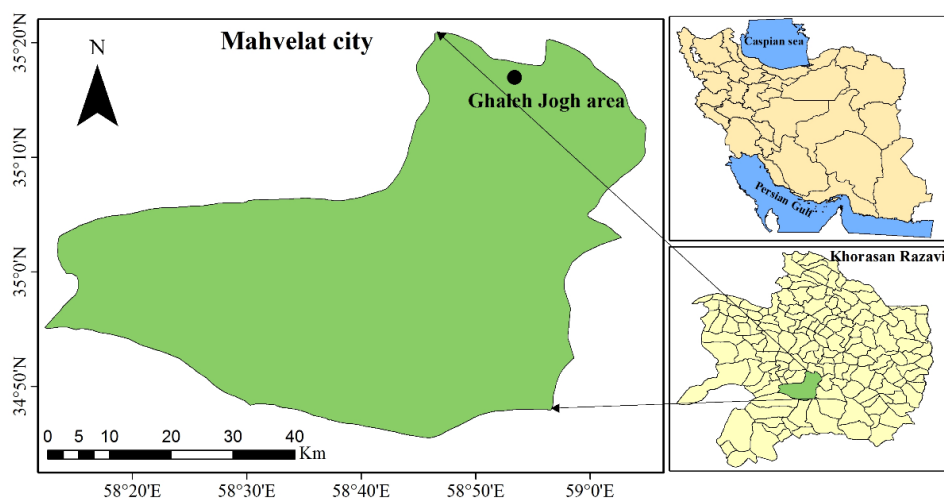 Mahvelat city
N
Ghaleh Jogh area
35°20'N
35°10'N
35°0'N
34°50'N
0 5 10 20 30 40
Km
58°20'E 58°30'E 58°40'E 58°50'E 59°0'E
Caspian sea
Persian Gulf
Khorasan Razavi